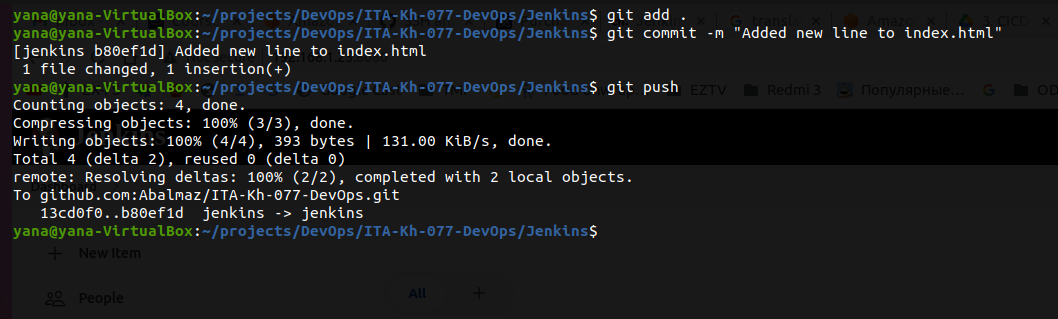 yana@yana-VirtualBox:~/projects/DevOps/ITA-Kh-077-DevOps/Jenkins$ git add .
yana@yana-VirtualBox:~/projects/DevOps/ITA-Kh-077-DevOps/Jenkins$ git commit -m "Added new line to index.html"
[jenkins b80ef1d] Added new line to index.html
 1 file changed, 1 insertion(+)
yana@yana-VirtualBox:~/projects/DevOps/ITA-Kh-077-DevOps/Jenkins$ git push
EZTV Redmi 3 Популярные...
Counting objects: 4, done.
Compressing objects: 100% (3/3), done.
Writing objects: 100% (4/4), 393 bytes | 131.00 KiB/s, done.
Total 4 (delta 2), reused 0 (delta 0)
remote: Resolving deltas: 100% (2/2), completed with 2 local objects.
To github.com:Abalmaz/ITA-Kh-077-DevOps.git
   13cd0f0..b80ef1d  jenkins -> jenkins
yana@yana-VirtualBox:~/projects/DevOps/ITA-Kh-077-DevOps/Jenkins$
New Item
People
All +